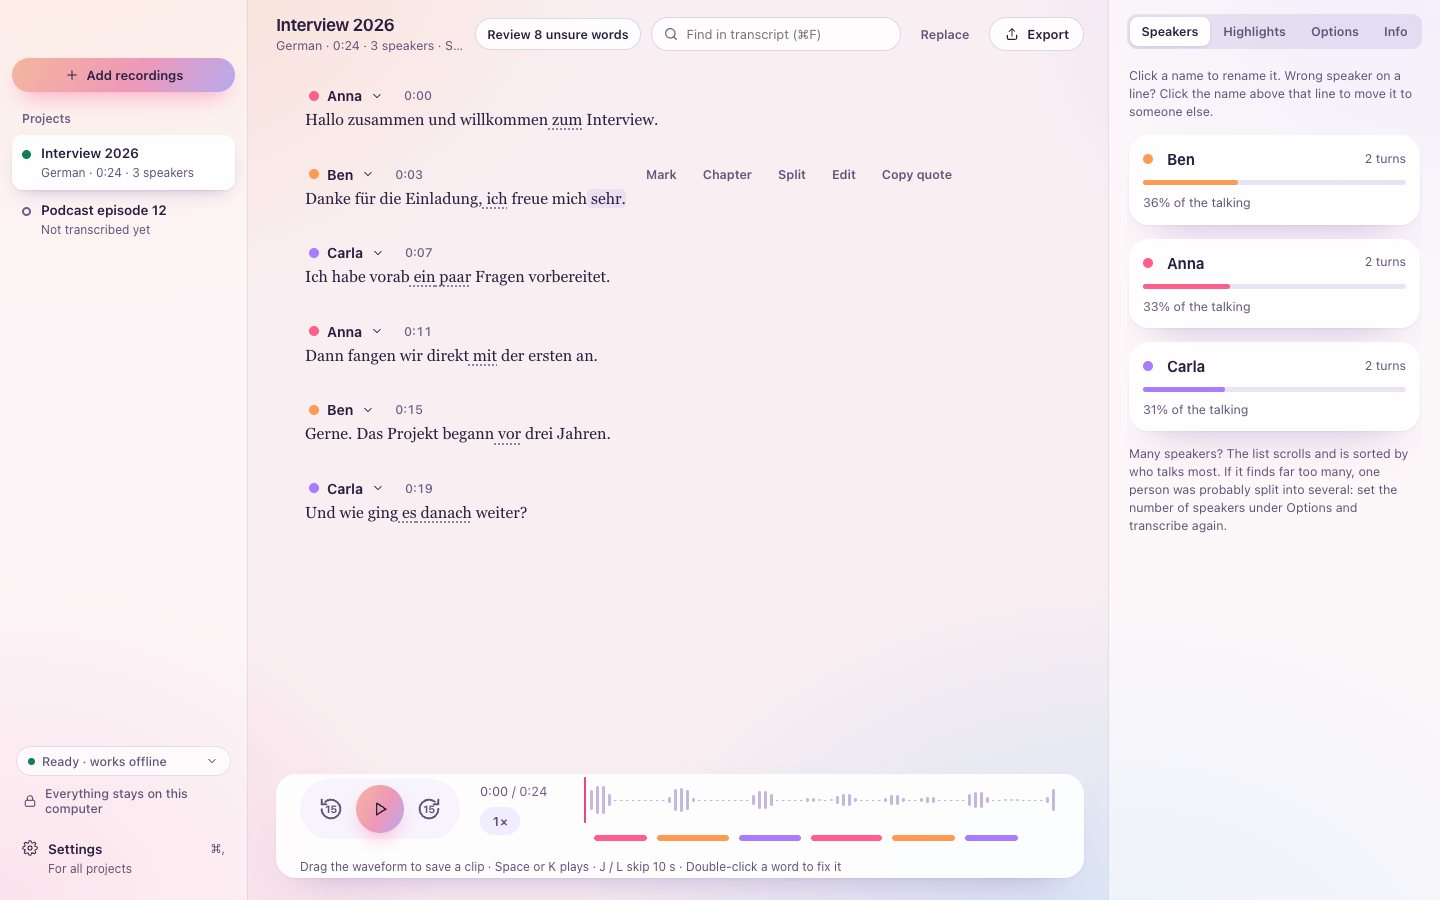 Add recordings
Projects
Interview 2026
German · 0:24 · 3 speakers
Podcast episode 12
Not transcribed yet
Ready · works offline
Everything stays on this
computer
Settings ⌘,
For all projects
Interview 2026
German · 0:24 · 3 speakers · S...
Review 8 unsure words
Find in transcript (⌘F)
Replace
Export
Anna 0:00
Hallo zusammen und willkommen zum Interview.
Ben 0:03 Mark Chapter Split Edit Copy quote
Danke für die Einladung, ich freue mich sehr.
Carla 0:07
Ich habe vorab ein paar Fragen vorbereitet.
Anna 0:11
Dann fangen wir direkt mit der ersten an.
Ben 0:15
Gerne. Das Projekt begann vor drei Jahren.
Carla 0:19
Und wie ging es danach weiter?
15 15
0:00 / 0:24
1×
Drag the waveform to save a clip · Space or K plays · J / L skip 10 s · Double-click a word to fix it
Speakers Highlights Options Info
Click a name to rename it. Wrong speaker on a
line? Click the name above that line to move it to
someone else.
Ben 2 turns
36% of the talking
Anna 2 turns
33% of the talking
Carla 2 turns
31% of the talking
Many speakers? The list scrolls and is sorted by
who talks most. If it finds far too many, one
person was probably split into several: set the
number of speakers under Options and
transcribe again.